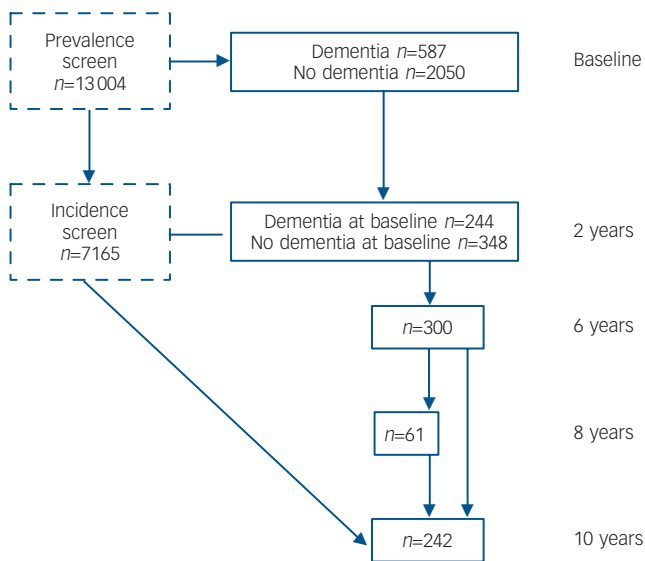 Prevalence
screen
n=13 004
Dementia n=587
No dementia n=2050
Baseline
Incidence
screen
n=7165
Dementia at baseline n=244
No dementia at baseline n=348
2 years
n=300
6 years
n=61
8 years
n=242
10 years